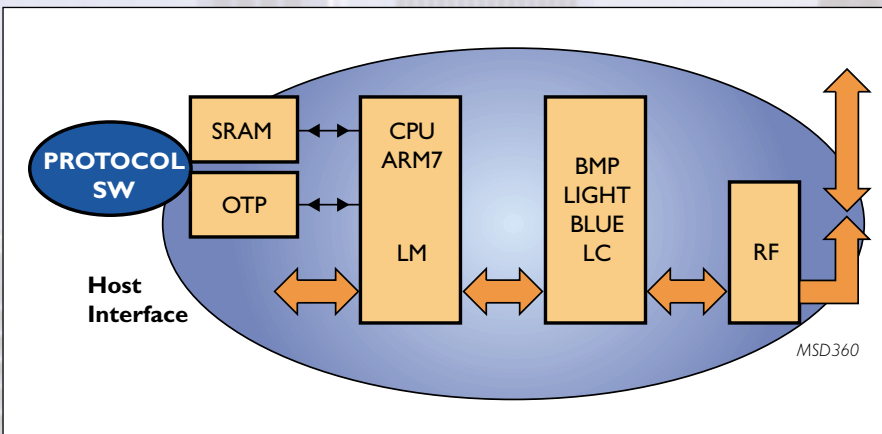 PROTOCOL
SW
SRAM
OTP
CPU
ARM7
LM
BMP
LIGHT
BLUE
LC
RF
Host
Interface
MSD360